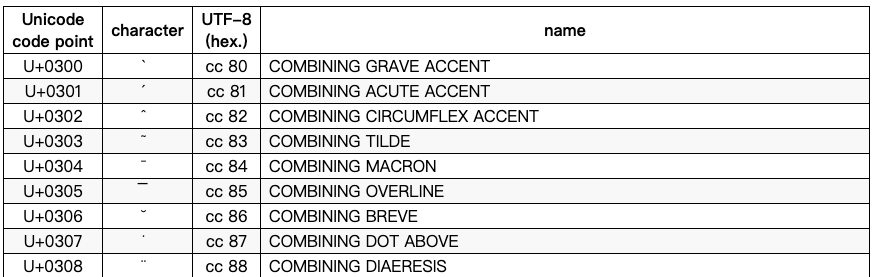 Unicode code point character UTF-8 (hex.) name
U+0300 ̀ cc 80 COMBINING GRAVE ACCENT
U+0301 ́ cc 81 COMBINING ACUTE ACCENT
U+0302 ̂ cc 82 COMBINING CIRCUMFLEX ACCENT
U+0303 ̃ cc 83 COMBINING TILDE
U+0304 ̄ cc 84 COMBINING MACRON
U+0305 ̅ cc 85 COMBINING OVERLINE
U+0306 ̆ cc 86 COMBINING BREVE
U+0307 ̇ cc 87 COMBINING DOT ABOVE
U+0308 ̈ cc 88 COMBINING DIAERESIS